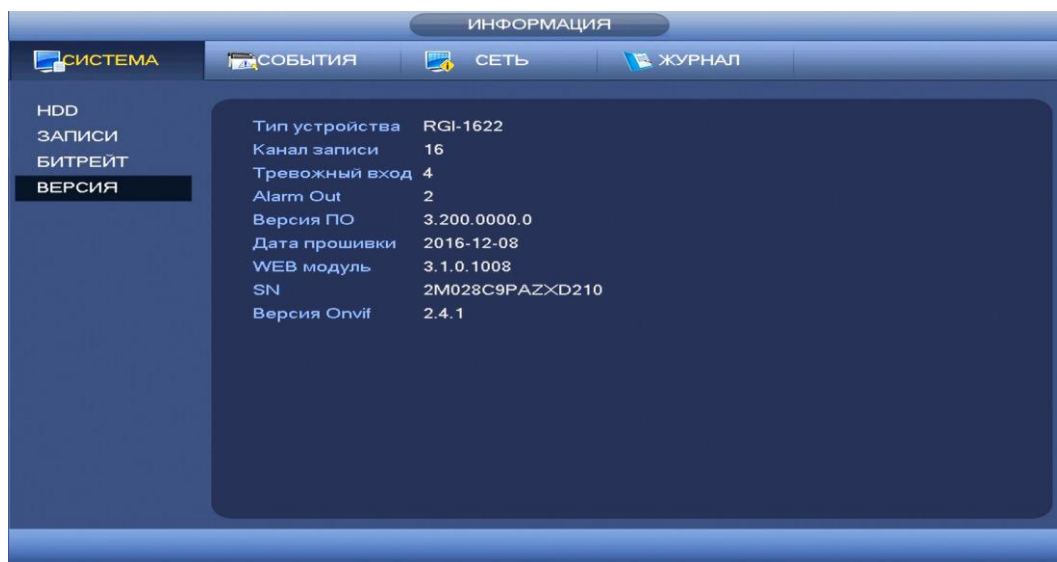 ИНФОРМАЦИЯ
СИСТЕМА СОБЫТИЯ СЕТЬ ЖУРНАЛ
HDD
ЗАПИСИ
БИТРЕЙТ
ВЕРСИЯ
Тип устройства RGI-1622
Канал записи 16
Тревожный вход 4
Alarm Out 2
Версия ПО 3.200.0000.0
Дата прошивки 2016-12-08
WEB модуль 3.1.0.1008
SN 2M028C9PAZXD210
Версия Onvif 2.4.1